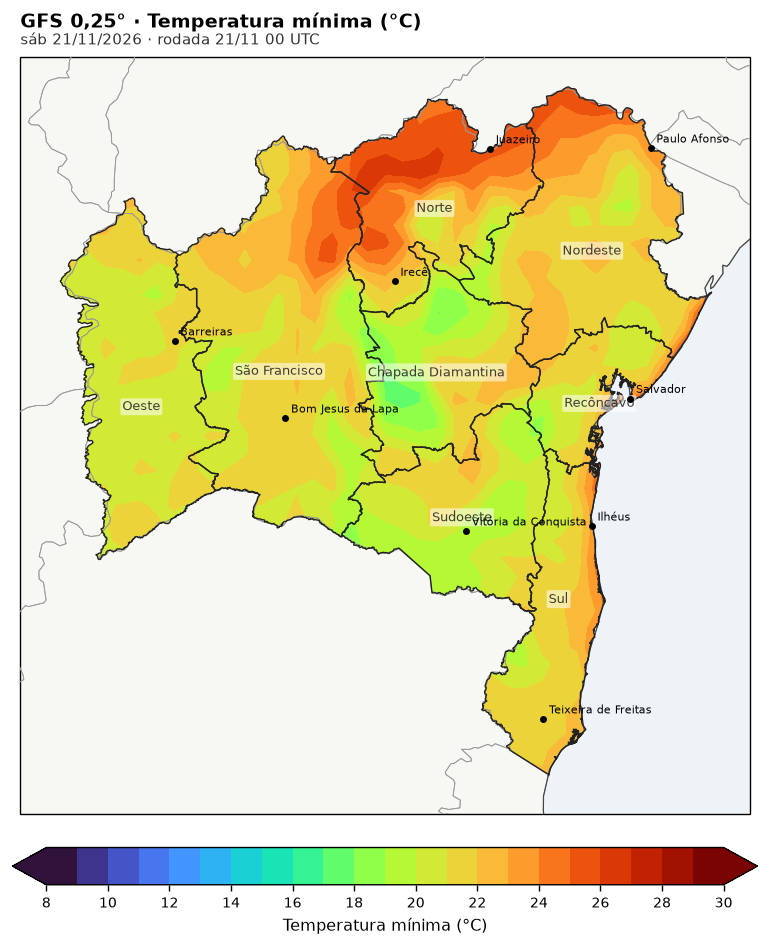 GFS 0,25° · Temperatura mínima (°C)
sáb 21/11/2026 · rodada 21/11 00 UTC
Juazeiro
Paulo Afonso
Norte
Nordeste
Irecê
Barreiras
São Francisco
Chapada Diamantina
Salvador
Oeste
Bom Jesus da Lapa
Recôncavo
Sudoeste
Vitória da Conquista
Ilhéus
Sul
Teixeira de Freitas
8 10 12 14 16 18 20 22 24 26 28 30
Temperatura mínima (°C)